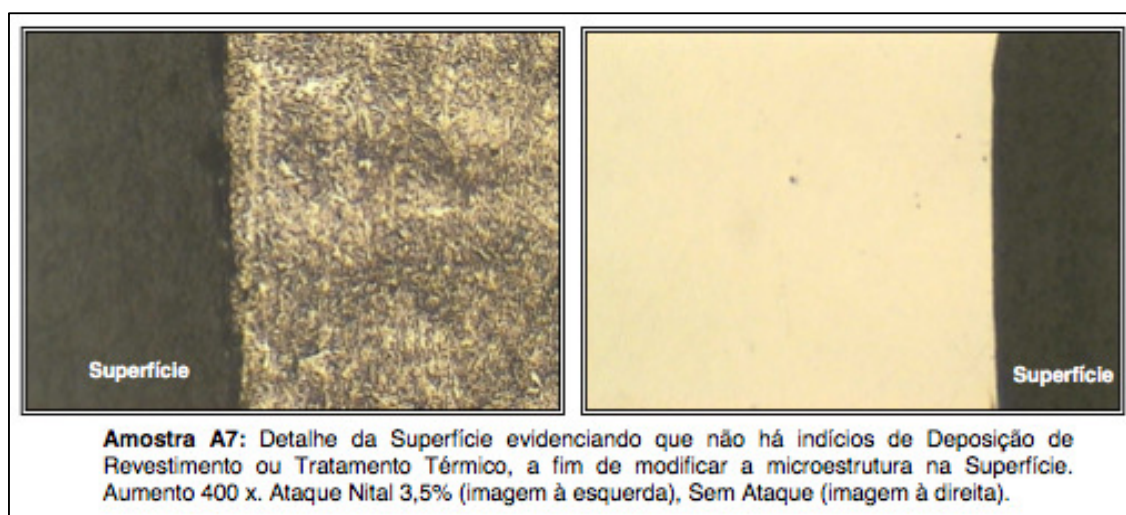 Superfície
Superfície
Amostra A7: Detalhe da Superfície evidenciando que não há indícios de Deposição de
Revestimento ou Tratamento Térmico, a fim de modificar a microestrutura na Superfície.
Aumento 400 x. Ataque Nital 3,5% (imagem à esquerda), Sem Ataque (imagem à direita).